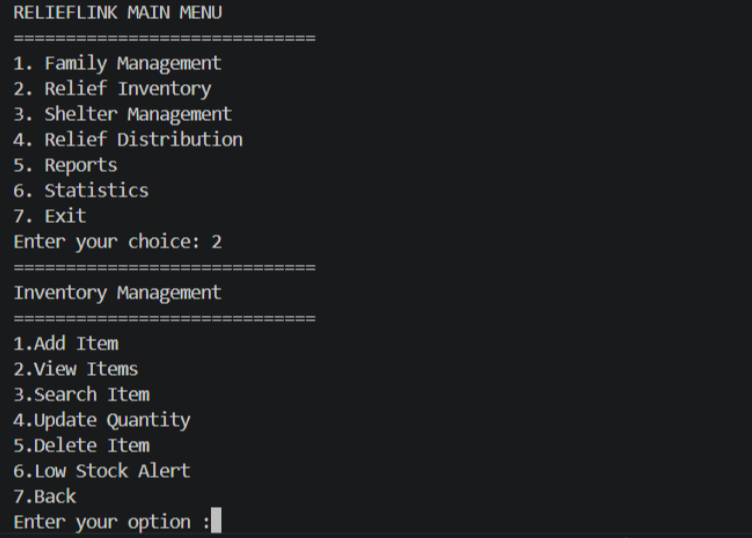 RELIEFLINK MAIN MENU
=============================
1. Family Management
2. Relief Inventory
3. Shelter Management
4. Relief Distribution
5. Reports
6. Statistics
7. Exit
Enter your choice: 2
=============================
Inventory Management
=============================
1.Add Item
2.View Items
3.Search Item
4.Update Quantity
5.Delete Item
6.Low Stock Alert
7.Back
Enter your option :